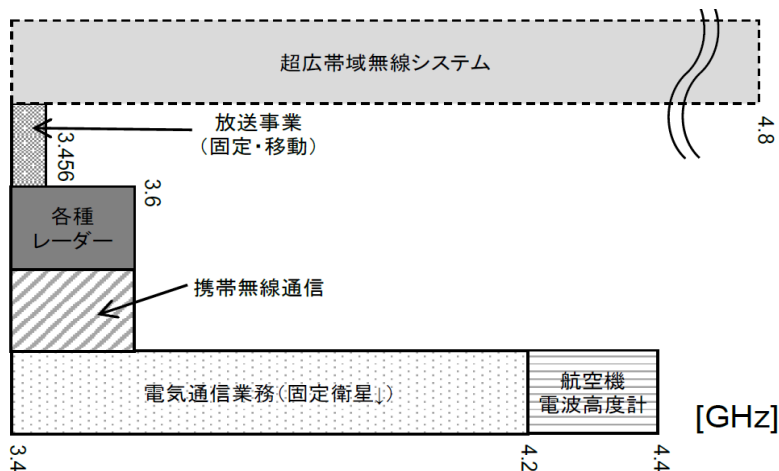 超広帯域無線システム
4.8
放送事業
(固定・移動)
3.456
3.6
各種
レーダー
携帯無線通信
電気通信業務(固定衛星↓)
航空機
電波高度計
[GHz]
3.4
4.2
4.4